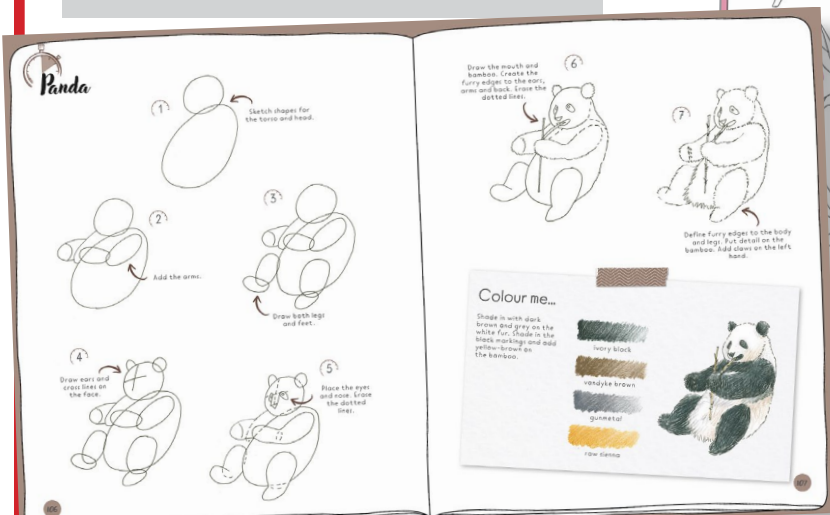 Panda
1
Sketch shapes for
the torso and head.
2
Add the arms.
3
Draw both legs
and feet.
4
Draw ears and
cross lines on
the face.
5
Place the eyes
and nose. Erase
the dotted
lines.
106
6
Draw the mouth and
bamboo. Create the
furry edges to the ears,
arms and back. Erase the
dotted lines.
7
Define furry edges to the body
and legs. Put detail on the
bamboo. Add claws on the left
hand.
Colour me...
Shade in with dark
brown and grey on the
white fur. Shade in the
black markings and add
yellow-brown on
the bamboo.
ivory black
vandyke brown
gunmetal
raw sienna
107